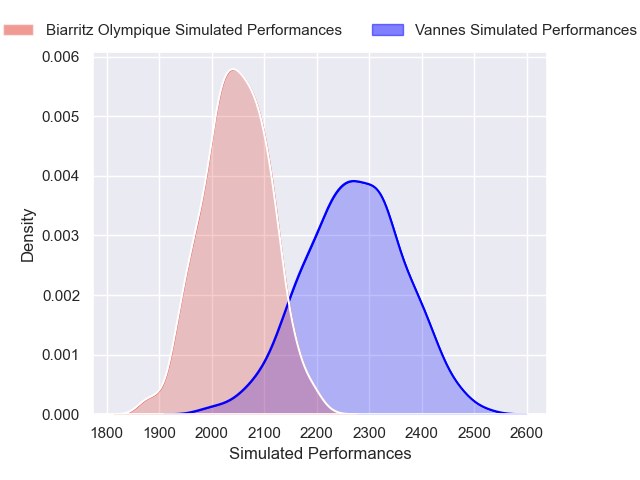 Biarritz Olympique Simulated Performances Vannes Simulated Performances
0.006
0.005
0.004
0.003
0.002
0.001
0.000
Density
1800 1900 2000 2100 2200 2300 2400 2500 2600
Simulated Performances